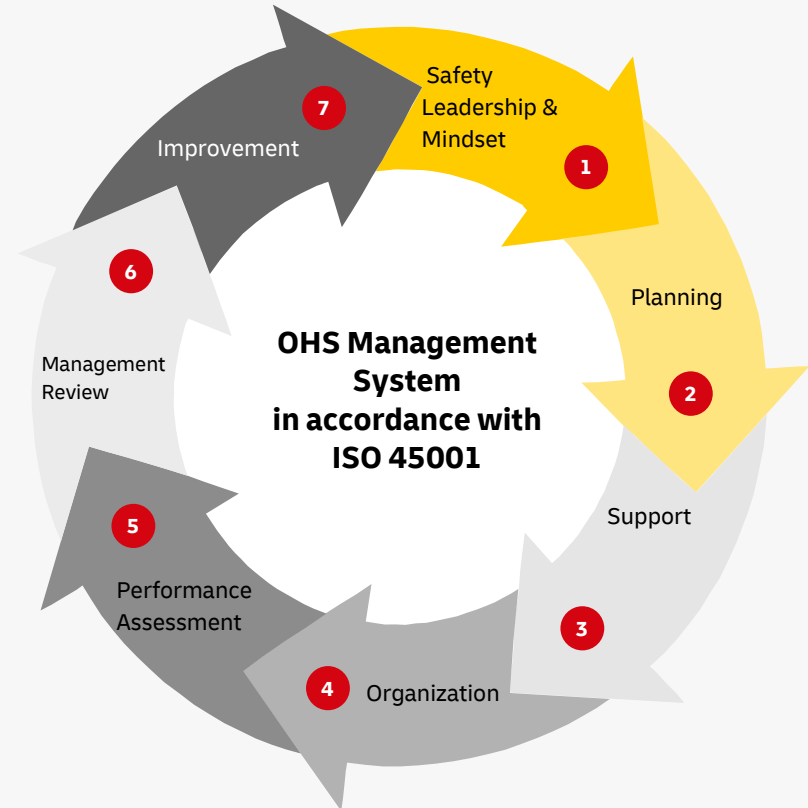 OHS Management
System
in accordance with
ISO 45001
Safety
Leadership &
Mindset
1
Planning
2
Support
3
Organization
4
Performance
Assessment
5
Management
Review
6
Improvement
7